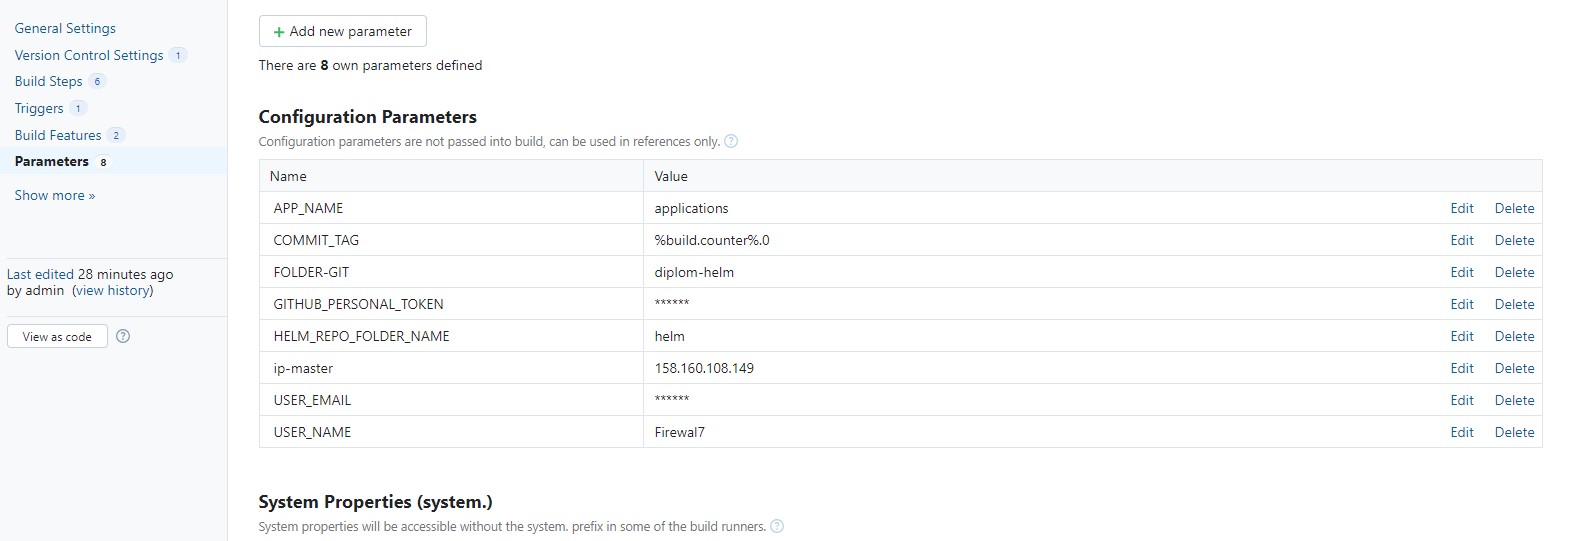 General Settings
Version Control Settings 1
Build Steps 6
Triggers 1
Build Features 2
Parameters 8
Show more »
Last edited 28 minutes ago
by admin (view history)
View as code ?
+ Add new parameter
There are 8 own parameters defined
Configuration Parameters
Configuration parameters are not passed into build, can be used in references only. ?
Name Value
APP_NAME applications Edit Delete
COMMIT_TAG %build.counter%.0 Edit Delete
FOLDER-GIT diplom-helm Edit Delete
GITHUB_PERSONAL_TOKEN ****** Edit Delete
HELM_REPO_FOLDER_NAME helm Edit Delete
ip-master 158.160.108.149 Edit Delete
USER_EMAIL ****** Edit Delete
USER_NAME Firewal7 Edit Delete
System Properties (system.)
System properties will be accessible without the system. prefix in some of the build runners. ?